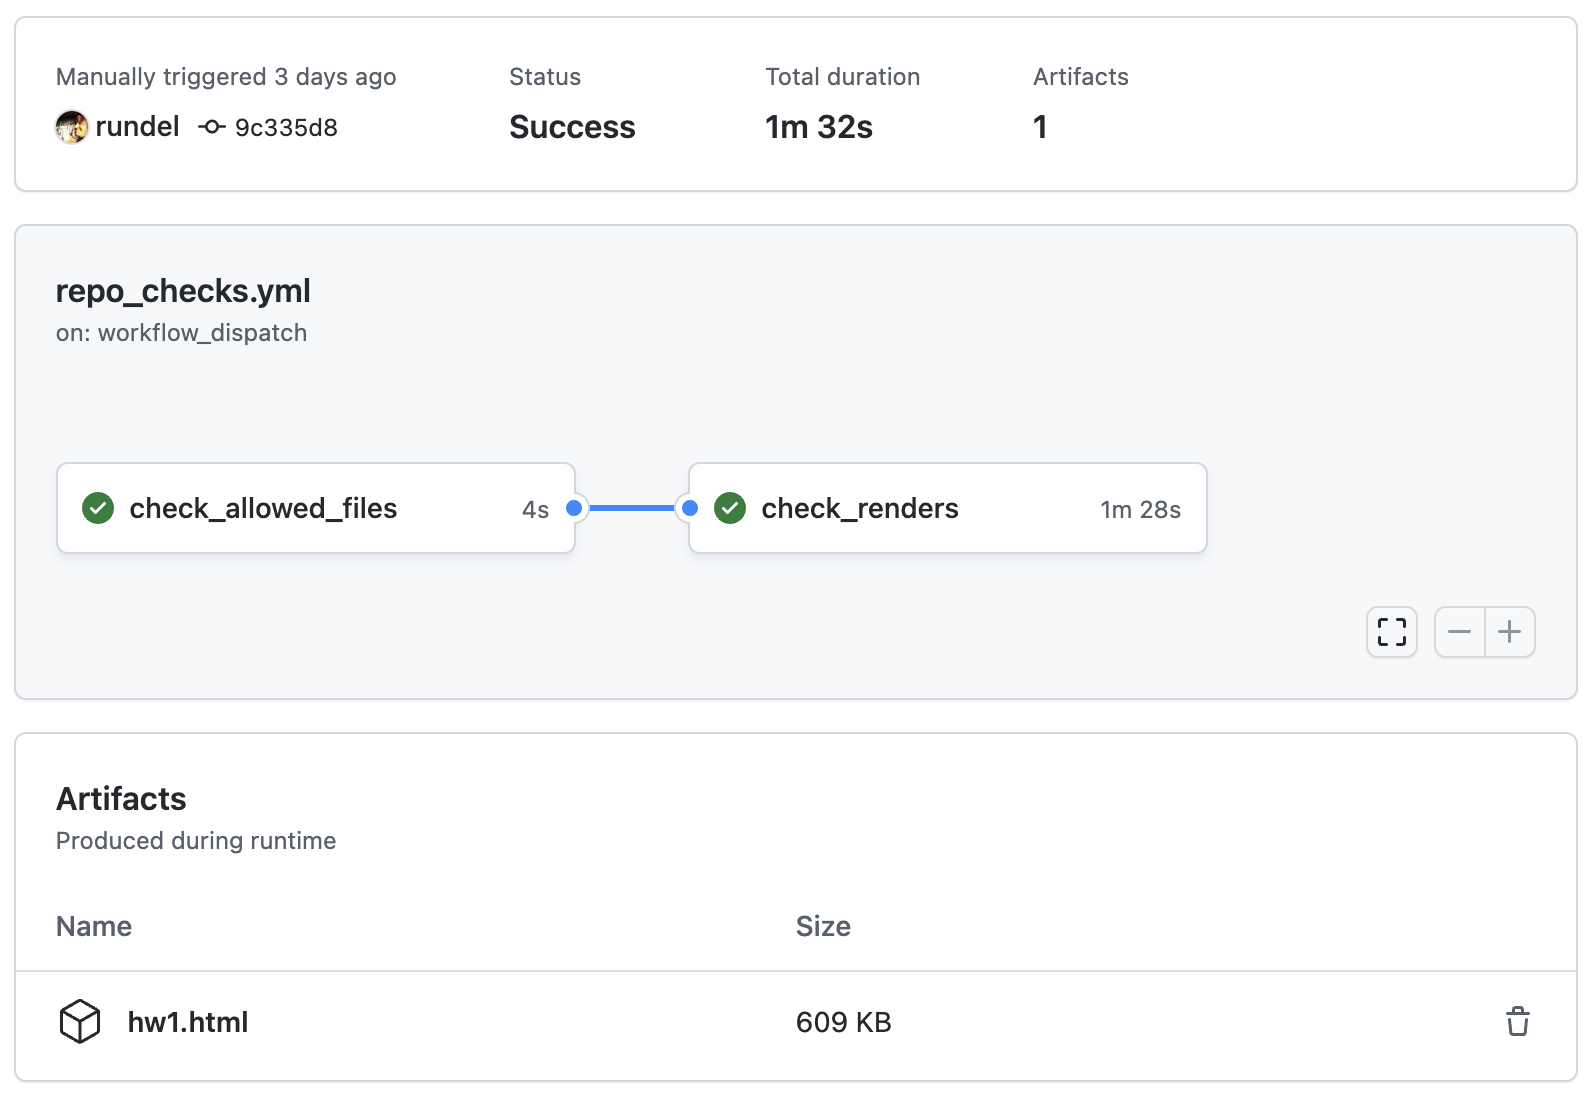 Manually triggered 3 days ago
rundel 9c335d8
Status
Success
Total duration
1m 32s
Artifacts
1
repo_checks.yml
on: workflow_dispatch
check_allowed_files 4s
check_renders 1m 28s
Artifacts
Produced during runtime
Name Size
hw1.html 609 KB